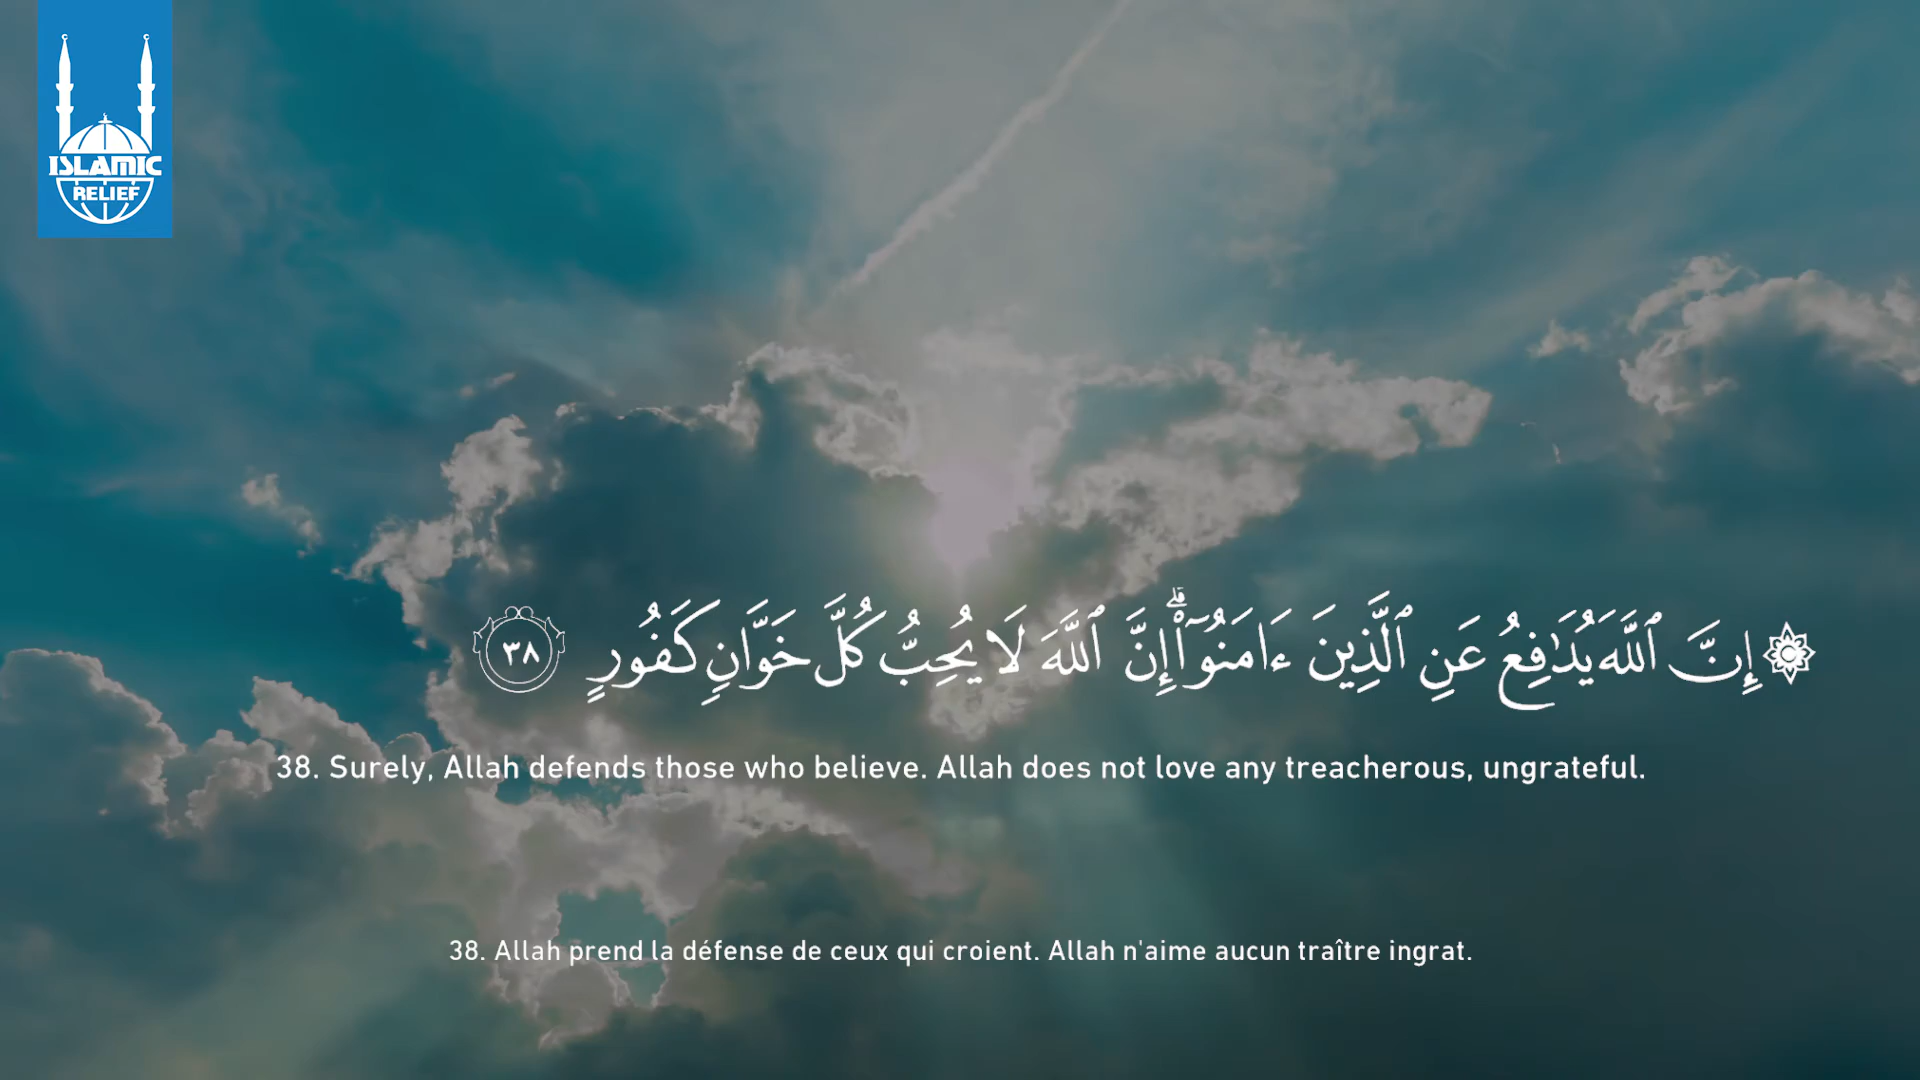 ISLAMIC
RELIEF
۞ إِنَّ ٱللَّهَ يُدَٰفِعُ عَنِ ٱلَّذِينَ ءَامَنُوٓا۟ ۗ إِنَّ ٱللَّهَ لَا يُحِبُّ كُلَّ خَوَّانٍ كَفُورٍ ٣٨
38. Surely, Allah defends those who believe. Allah does not love any treacherous, ungrateful.
38. Allah prend la défense de ceux qui croient. Allah n'aime aucun traître ingrat.